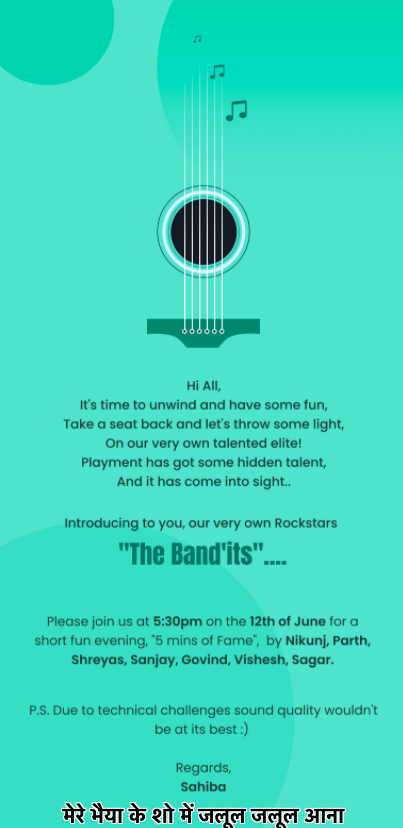 Hi All,
It's time to unwind and have some fun,
Take a seat back and let's throw some light,
On our very own talented elite!
Playment has got some hidden talent,
And it has come into sight..
Introducing to you, our very own Rockstars
"The Band'its"....
Please join us at 5:30pm on the 12th of June for a
short fun evening, "5 mins of Fame", by Nikunj, Parth,
Shreyas, Sanjay, Govind, Vishesh, Sagar.
P.S. Due to technical challenges sound quality wouldn't
be at its best :)
Regards,
Sahiba
मेरे भैया के शो में जलूल जलूल आना